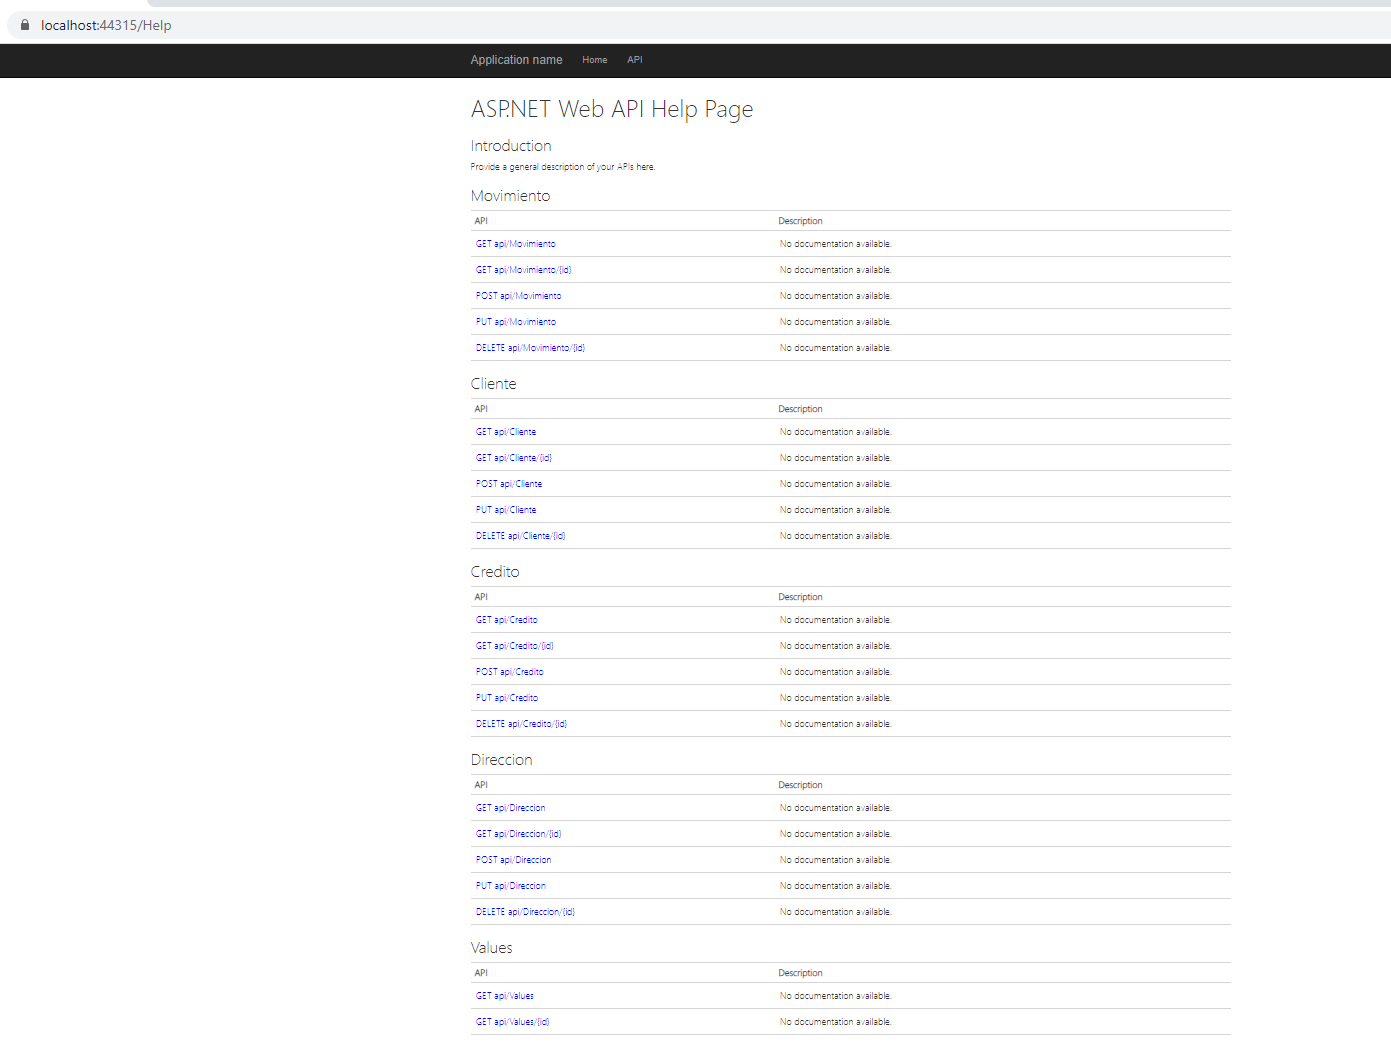 localhost:44315/Help
Application name Home API
ASP.NET Web API Help Page
Introduction
Provide a general description of your APIs here.
Movimiento
API Description
GET api/Movimiento No documentation available.
GET api/Movimiento/{id} No documentation available.
POST api/Movimiento No documentation available.
PUT api/Movimiento No documentation available.
DELETE api/Movimiento/{id} No documentation available.
Cliente
API Description
GET api/Cliente No documentation available.
GET api/Cliente/{id} No documentation available.
POST api/Cliente No documentation available.
PUT api/Cliente No documentation available.
DELETE api/Cliente/{id} No documentation available.
Credito
API Description
GET api/Credito No documentation available.
GET api/Credito/{id} No documentation available.
POST api/Credito No documentation available.
PUT api/Credito No documentation available.
DELETE api/Credito/{id} No documentation available.
Direccion
API Description
GET api/Direccion No documentation available.
GET api/Direccion/{id} No documentation available.
POST api/Direccion No documentation available.
PUT api/Direccion No documentation available.
DELETE api/Direccion/{id} No documentation available.
Values
API Description
GET api/Values No documentation available.
GET api/Values/{id} No documentation available.